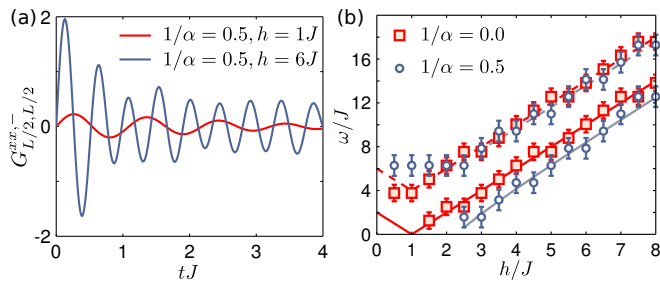 (a)
2
0
-2
G^{xx,-}_{L/2,L/2}
1/α = 0.5, h = 1J
1/α = 0.5, h = 6J
0 1 2 3 4
tJ
(b)
20
16
12
8
4
0
ω/J
1/α = 0.0
1/α = 0.5
0 1 2 3 4 5 6 7 8
h/J